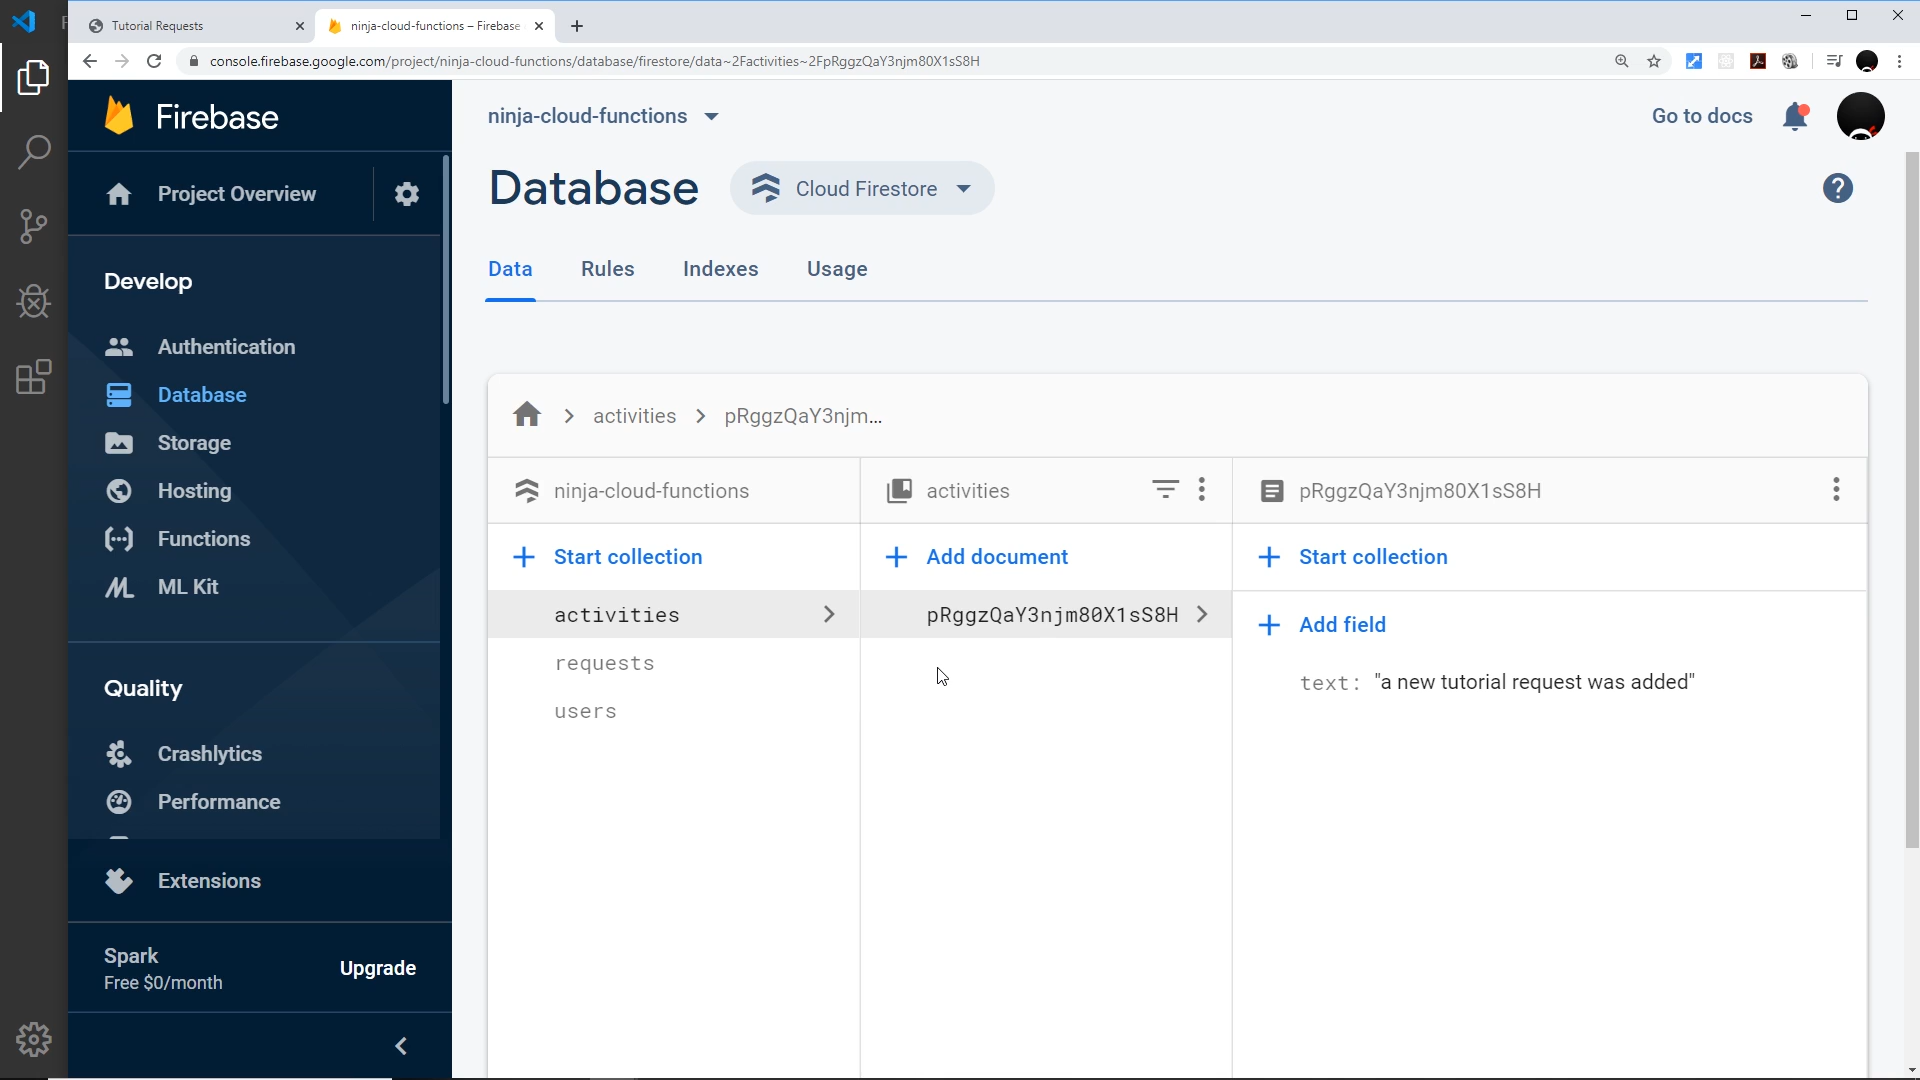 Tutorial Requests
ninja-cloud-functions – Firebase
console.firebase.google.com/project/ninja-cloud-functions/database/firestore/data~2Factivities~2FpRggzQaY3njm80X1sS8H
Firebase
Project Overview
Develop
Authentication
Database
Storage
Hosting
Functions
ML Kit
Quality
Crashlytics
Performance
Extensions
Spark
Free $0/month
Upgrade
ninja-cloud-functions
Go to docs
Database
Cloud Firestore
Data
Rules
Indexes
Usage
activities
pRggzQaY3njm...
ninja-cloud-functions
activities
pRggzQaY3njm80X1sS8H
Start collection
Add document
Start collection
activities
requests
users
pRggzQaY3njm80X1sS8H
Add field
text: "a new tutorial request was added"